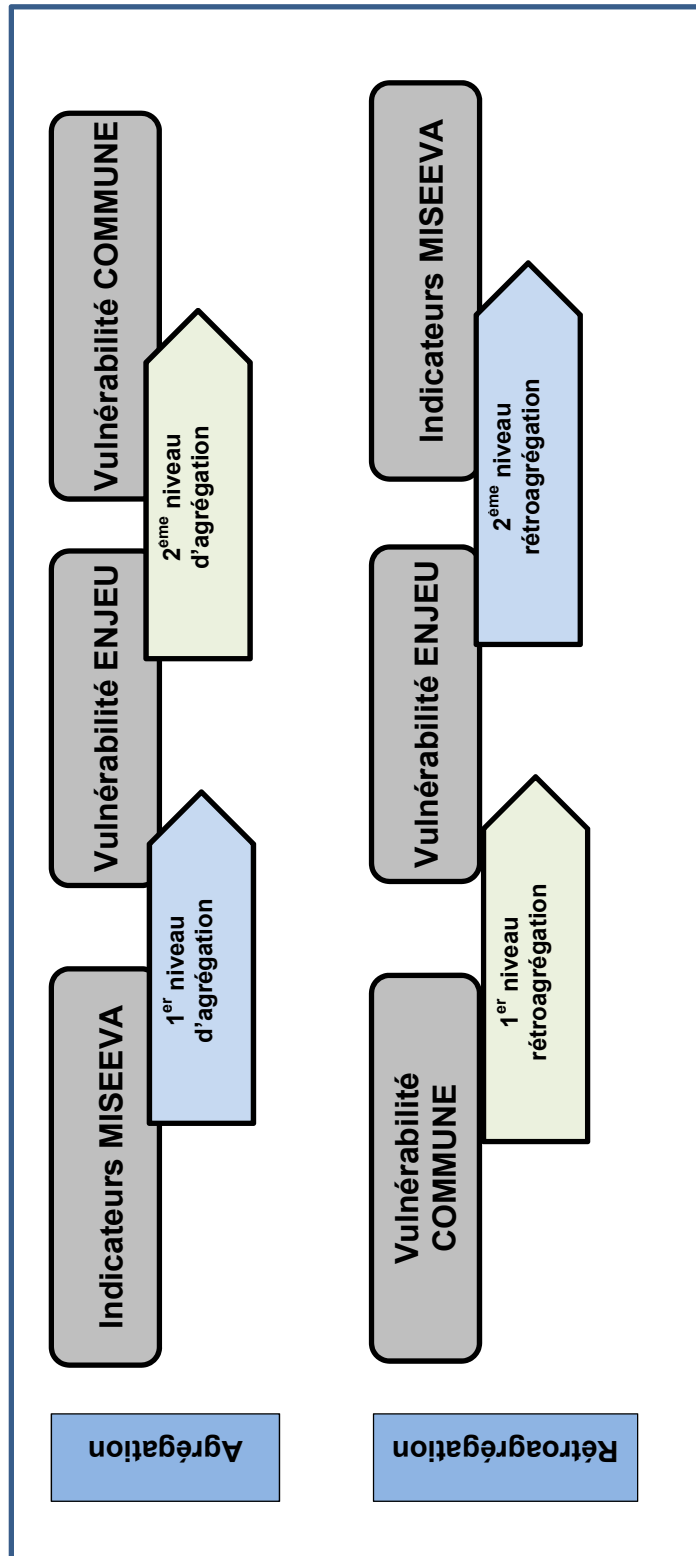 Agrégation
Indicateurs MISEEVA
1er niveau
d'agrégation
Vulnérabilité ENJEU
2ème niveau
d'agrégation
Vulnérabilité COMMUNE
Rétroagrégation
Vulnérabilité
COMMUNE
1er niveau
rétroagrégation
Vulnérabilité ENJEU
2ème niveau
rétroagrégation
Indicateurs MISEEVA